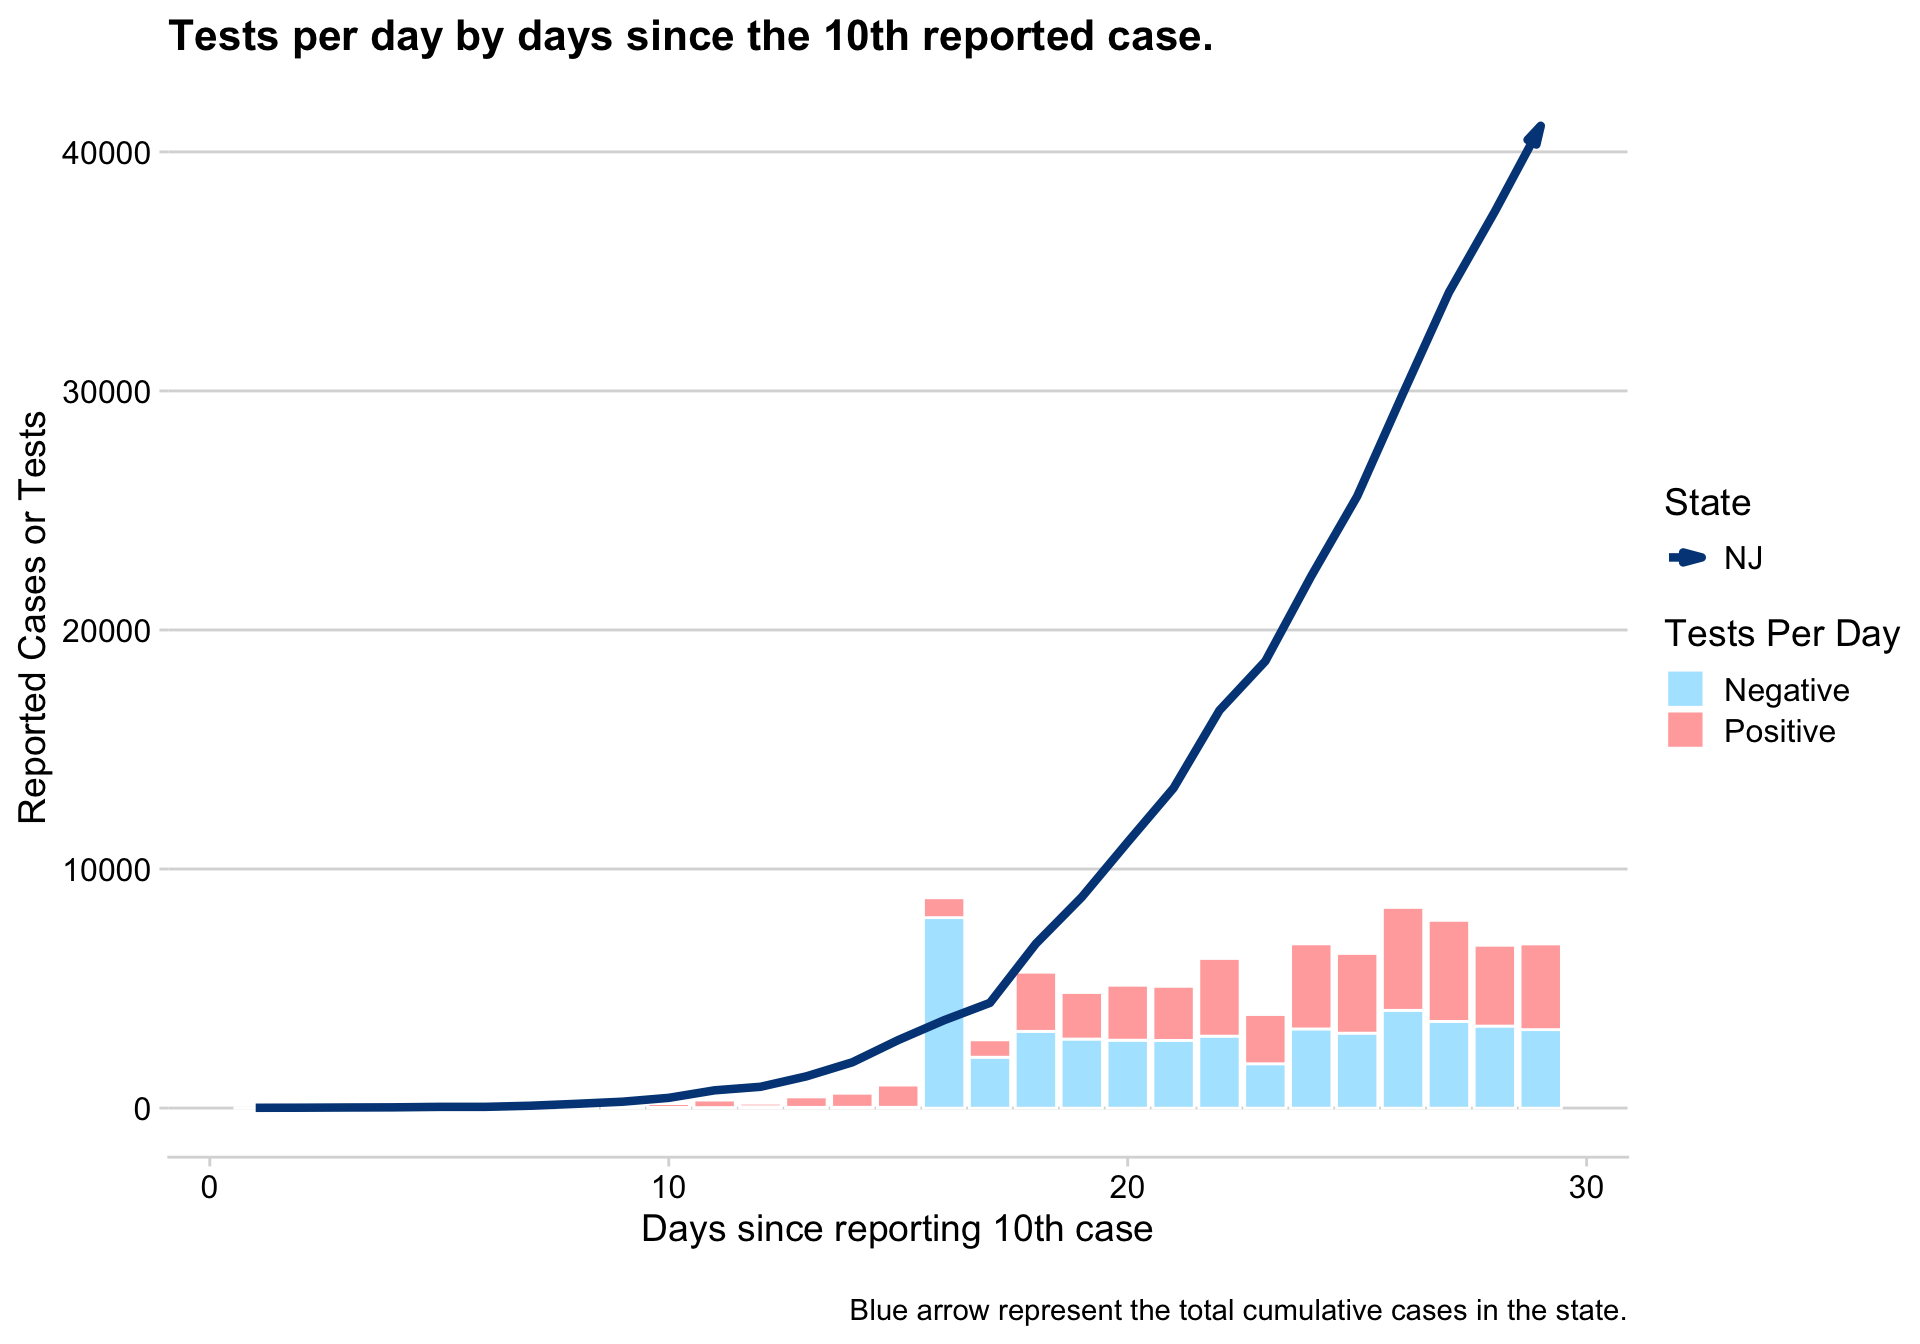 Tests per day by days since the 10th reported case.
40000
30000
20000
10000
0
Reported Cases or Tests
0 10 20 30
Days since reporting 10th case
State
NJ
Tests Per Day
Negative
Positive
Blue arrow represent the total cumulative cases in the state.